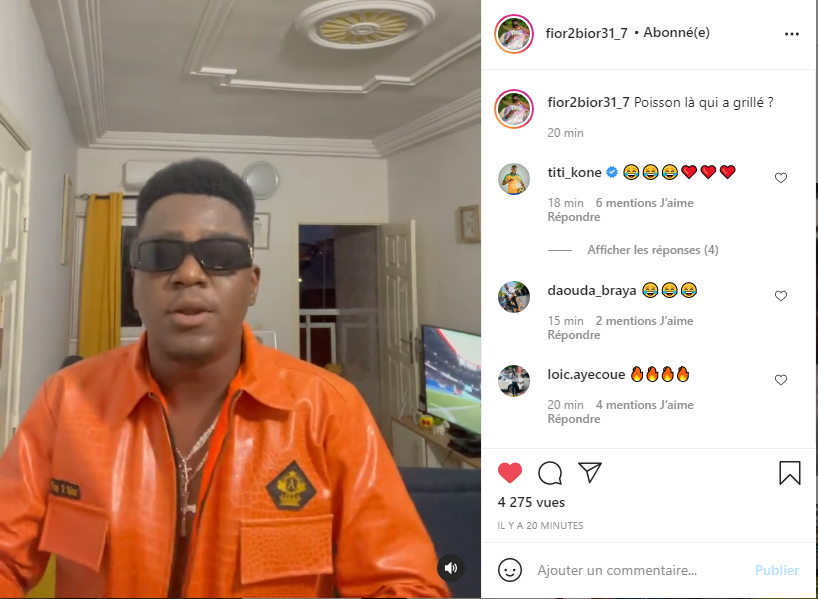 fior2bior31_7 • Abonné(e)
fior2bior31_7 Poisson là qui a grillé ?
20 min
titi_kone 😂😂😂❤️❤️❤️
18 min 6 mentions J'aime
Répondre
Afficher les réponses (4)
daouda_braya 😂😂😂
15 min 2 mentions J'aime
Répondre
loic.ayecoue 🔥🔥🔥🔥
20 min 4 mentions J'aime
Répondre
4 275 vues
IL Y A 20 MINUTES
Ajouter un commentaire... Publier
A